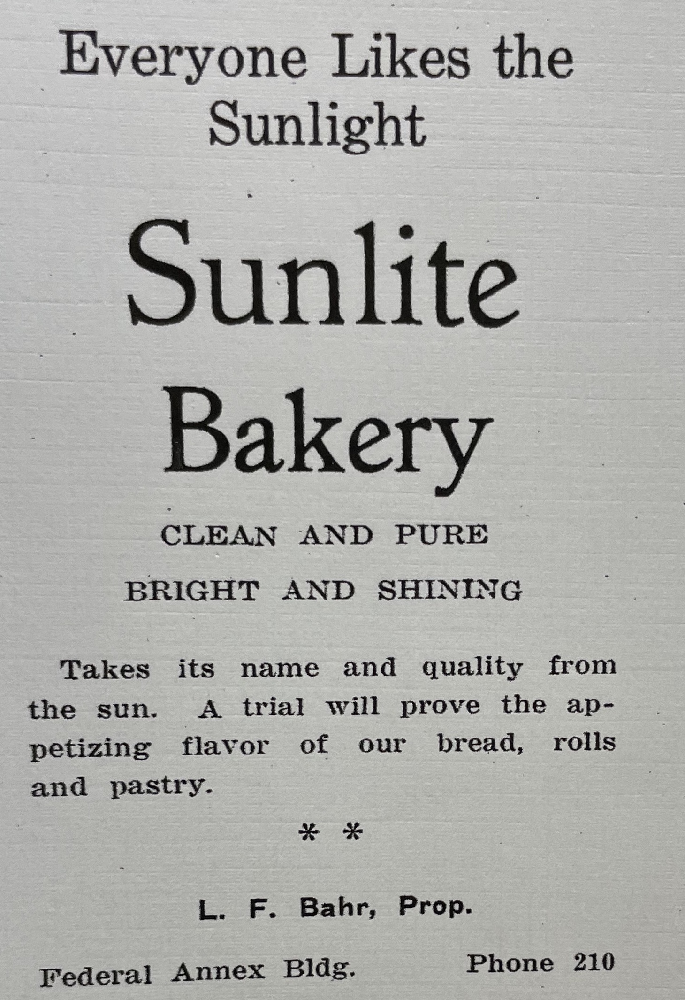 Everyone Likes the
Sunlight
Sunlite
Bakery
CLEAN AND PURE
BRIGHT AND SHINING
Takes its name and quality from
the sun. A trial will prove the ap-
petizing flavor of our bread, rolls
and pastry.
* *
L. F. Bahr, Prop.
Federal Annex Bldg. Phone 210